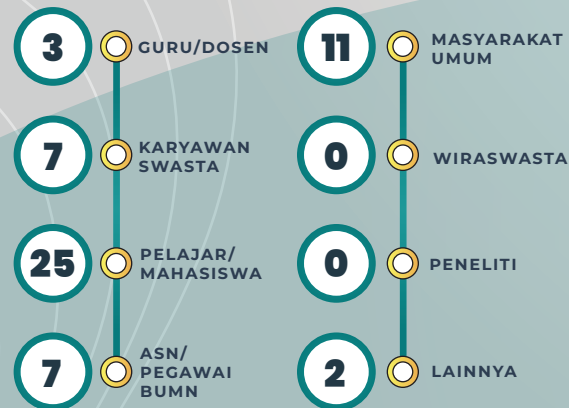 3
GURU/DOSEN
7
KARYAWAN
SWASTA
25
PELAJAR/
MAHASISWA
7
ASN/
PEGAWAI
BUMN
11
MASYARAKAT
UMUM
0
WIRASWASTA
0
PENELITI
2
LAINNYA